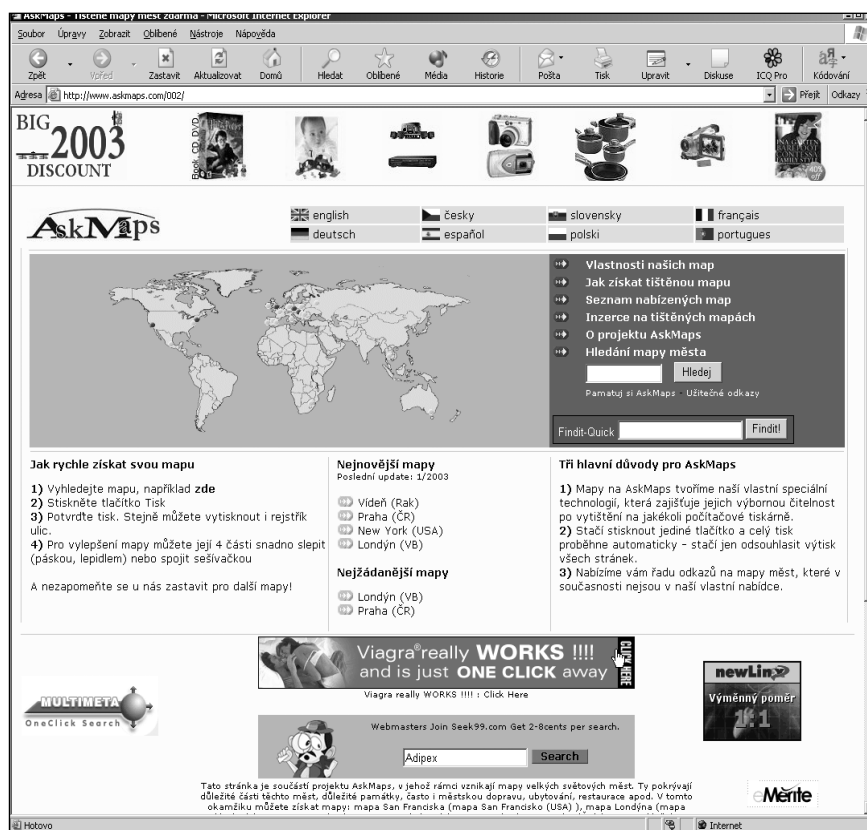 AskMaps - Tištěné mapy měst zdarma - Microsoft Internet Explorer
Soubor Úpravy Zobrazit Oblíbené Nástroje Nápověda
Zpět Vpřed Zastavit Aktualizovat Domů Hledat Oblíbené Média Historie Pošta Tisk Upravit Diskuse ICQ Pro Kódování
Adresa http://www.askmaps.com/002/ Přejít Odkazy
BIG
2003
DISCOUNT
Book CD DVD
40%
off
AskMaps
english česky slovensky français
deutsch español polski portugues
Vlastnosti našich map
Jak získat tištěnou mapu
Seznam nabízených map
Inzerce na tištěných mapách
O projektu AskMaps
Hledání mapy města
Hledej
Pamatuj si AskMaps - Užitečné odkazy
Findit-Quick Findit!
Jak rychle získat svou mapu
1) Vyhledejte mapu, například zde
2) Stiskněte tlačítko Tisk
3) Potvrďte tisk. Stejně můžete vytisknout i rejstřík
ulic.
4) Pro vylepšení mapy můžete její 4 části snadno slepit
(páskou, lepidlem) nebo spojit sešívačkou
A nezapomeňte se u nás zastavit pro další mapy!
Nejnovější mapy
Poslední update: 1/2003
Vídeň (Rak)
Praha (ČR)
New York (USA)
Londýn (VB)
Nejžádanější mapy
Londýn (VB)
Praha (ČR)
Tři hlavní důvody pro AskMaps
1) Mapy na AskMaps tvoříme naší vlastní speciální
technologií, která zajišťuje jejich výbornou čitelnost
po vytištění na jakékoli počítačové tiskárně.
2) Stačí stisknout jediné tlačítko a celý tisk
proběhne automaticky - stačí jen odsouhlasit výtisk
všech stránek.
3) Nabízíme vám řadu odkazů na mapy měst, které v
současnosti nejsou v naší vlastní nabídce.
Viagra®really WORKS !!!!
and is just ONE CLICK away
CLICK HERE
Viagra really WORKS !!!! : Click Here
MULTIMETA
OneClick Search
newLinx
Výměnný poměr
1:1
Webmasters Join Seek99.com Get 2-8cents per search.
Adipex Search
Tato stránka je součástí projektu AskMaps, v jehož rámci vznikají mapy velkých světových měst. Ty pokrývají
důležité části těchto měst, důležité památky, často i městskou dopravu, ubytování, restaurace apod. V tomto
okamžiku můžete získat mapy: mapa San Franciska (mapa San Francisko (USA) ), mapa Londýna (mapa
eMerite
Hotovo Internet